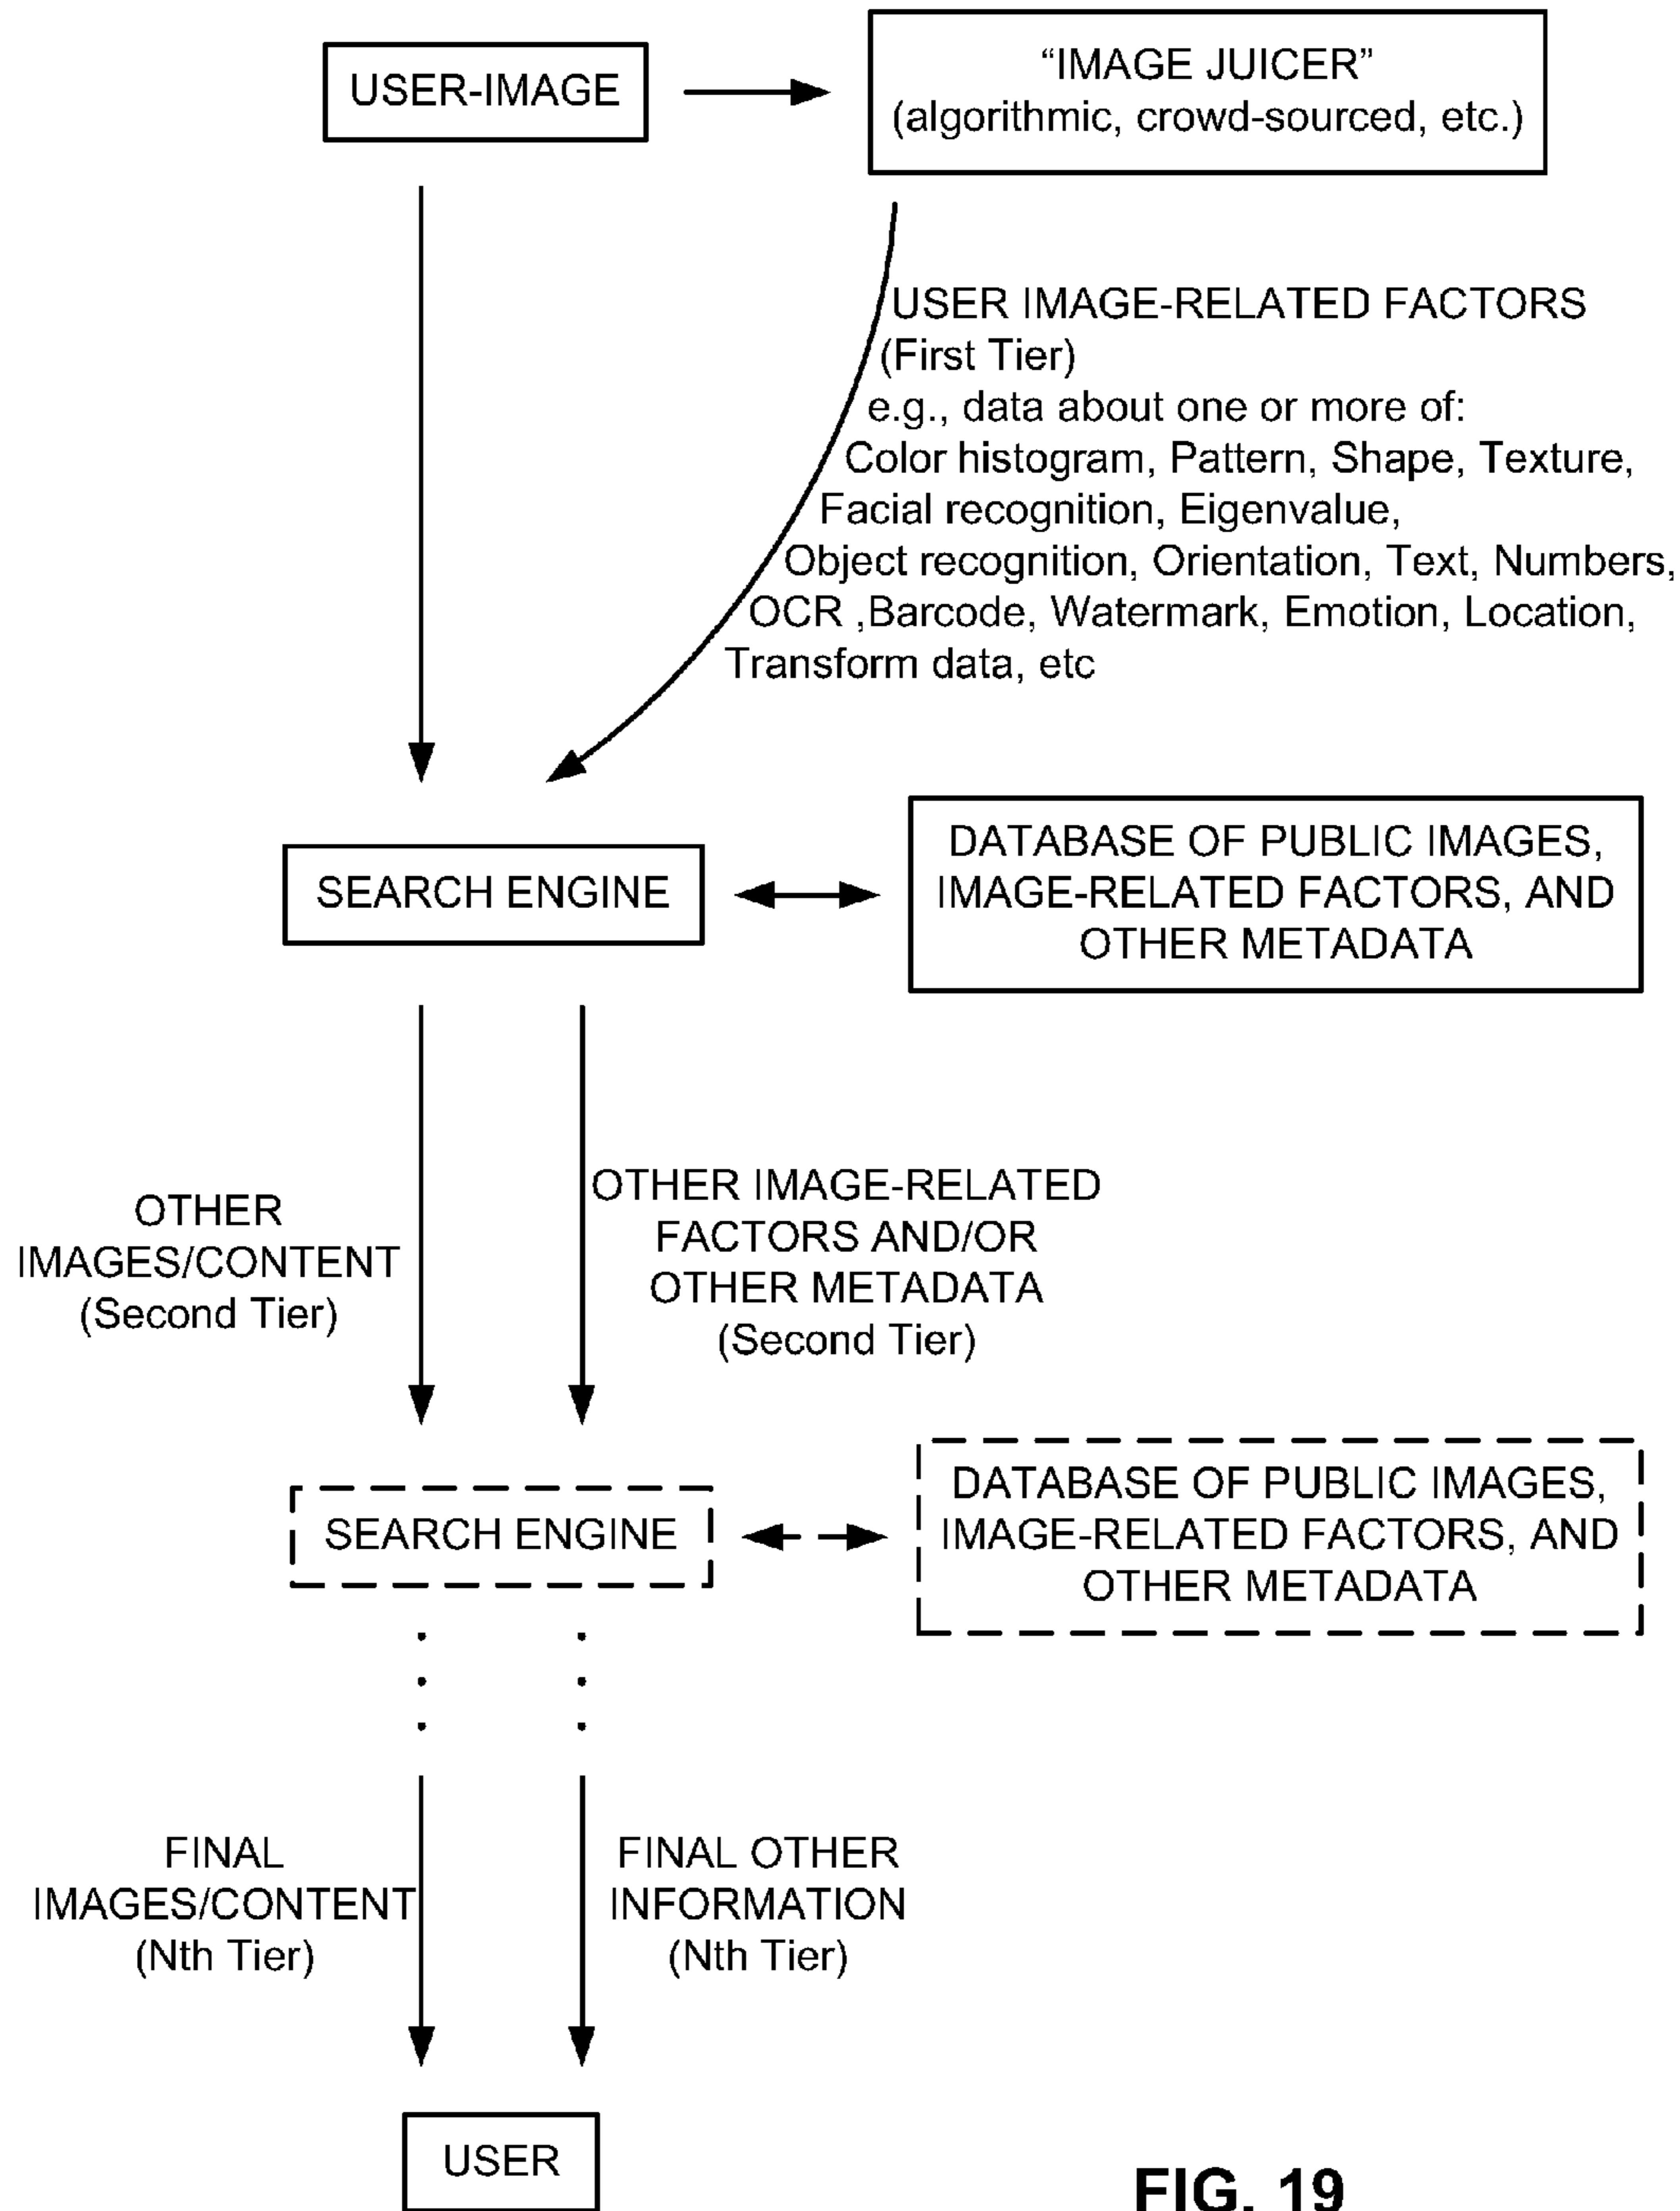 USER-IMAGE
“IMAGE JUICER”
(algorithmic, crowd-sourced, etc.)
USER IMAGE-RELATED FACTORS
(First Tier)
e.g., data about one or more of:
Color histogram, Pattern, Shape, Texture,
Facial recognition, Eigenvalue,
Object recognition, Orientation, Text, Numbers,
OCR ,Barcode, Watermark, Emotion, Location,
Transform data, etc
SEARCH ENGINE
DATABASE OF PUBLIC IMAGES,
IMAGE-RELATED FACTORS, AND
OTHER METADATA
OTHER
IMAGES/CONTENT
(Second Tier)
OTHER IMAGE-RELATED
FACTORS AND/OR
OTHER METADATA
(Second Tier)
SEARCH ENGINE
DATABASE OF PUBLIC IMAGES,
IMAGE-RELATED FACTORS, AND
OTHER METADATA
FINAL
IMAGES/CONTENT
(Nth Tier)
FINAL OTHER
INFORMATION
(Nth Tier)
USER
FIG. 19